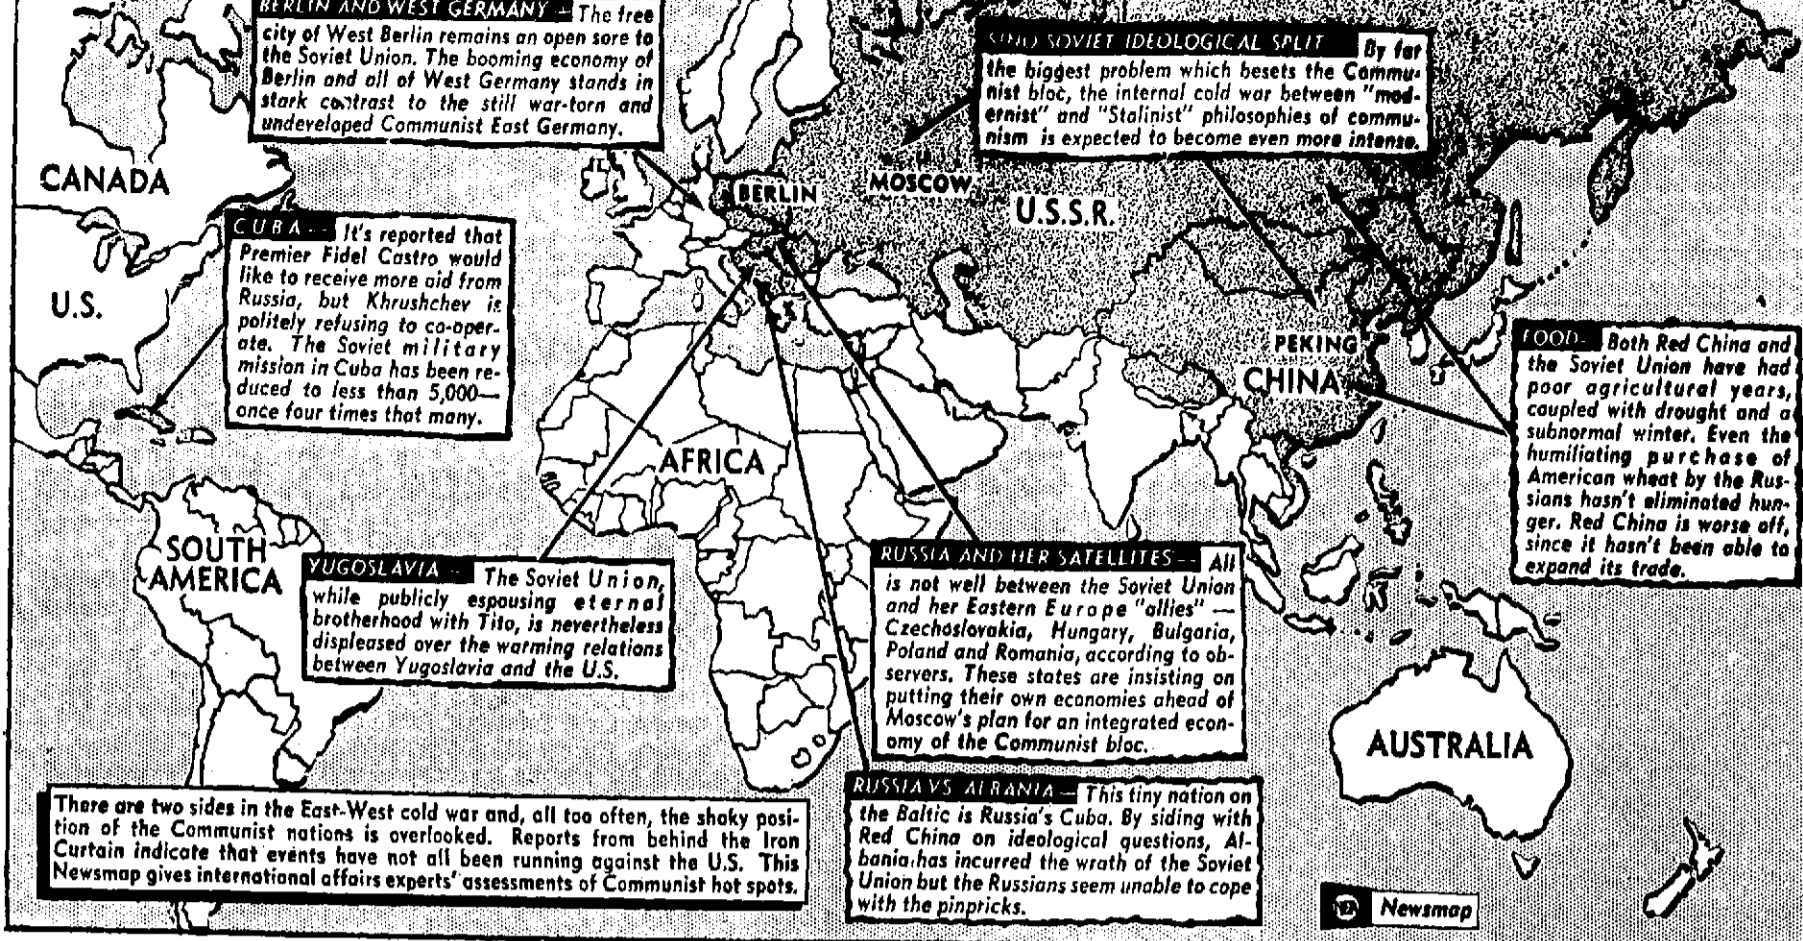 BERLIN AND WEST GERMANY — The free
city of West Berlin remains an open sore to
the Soviet Union. The booming economy of
Berlin and all of West Germany stands in
stark contrast to the still war-torn and
undeveloped Communist East Germany.
SINO SOVIET IDEOLOGICAL SPLIT By far
the biggest problem which besets the Commu-
nist bloc, the internal cold war between "mod-
ernist" and "Stalinist" philosophies of commu-
nism is expected to become even more intense.
CANADA
BERLIN
MOSCOW
U.S.S.R.
CUBA -- It's reported that
Premier Fidel Castro would
like to receive more aid from
Russia, but Khrushchev is
politely refusing to co-oper-
ate. The Soviet military
mission in Cuba has been re-
duced to less than 5,000—
once four times that many.
U.S.
PEKING
CHINA
FOOD- Both Red China and
the Soviet Union have had
poor agricultural years,
coupled with drought and a
subnormal winter. Even the
humiliating purchase of
American wheat by the Rus-
sians hasn't eliminated hun-
ger. Red China is worse off,
since it hasn't been able to
expand its trade.
AFRICA
SOUTH
AMERICA
YUGOSLAVIA -- The Soviet Union,
while publicly espousing eternal
brotherhood with Tito, is nevertheless
displeased over the warming relations
between Yugoslavia and the U.S.
RUSSIA AND HER SATELLITES -- All
is not well between the Soviet Union
and her Eastern Europe "allies" —
Czechoslovakia, Hungary, Bulgaria,
Poland and Romania, according to ob-
servers. These states are insisting on
putting their own economies ahead of
Moscow's plan for an integrated econ-
omy of the Communist bloc.
AUSTRALIA
RUSSIA VS ALBANIA — This tiny nation on
the Baltic is Russia's Cuba. By siding with
Red China on ideological questions, Al-
bania has incurred the wrath of the Soviet
Union but the Russians seem unable to cope
with the pinpricks.
There are two sides in the East-West cold war and, all too often, the shaky posi-
tion of the Communist nations is overlooked. Reports from behind the Iron
Curtain indicate that events have not all been running against the U.S. This
Newsmap gives international affairs experts' assessments of Communist hot spots.
NEA Newsmap